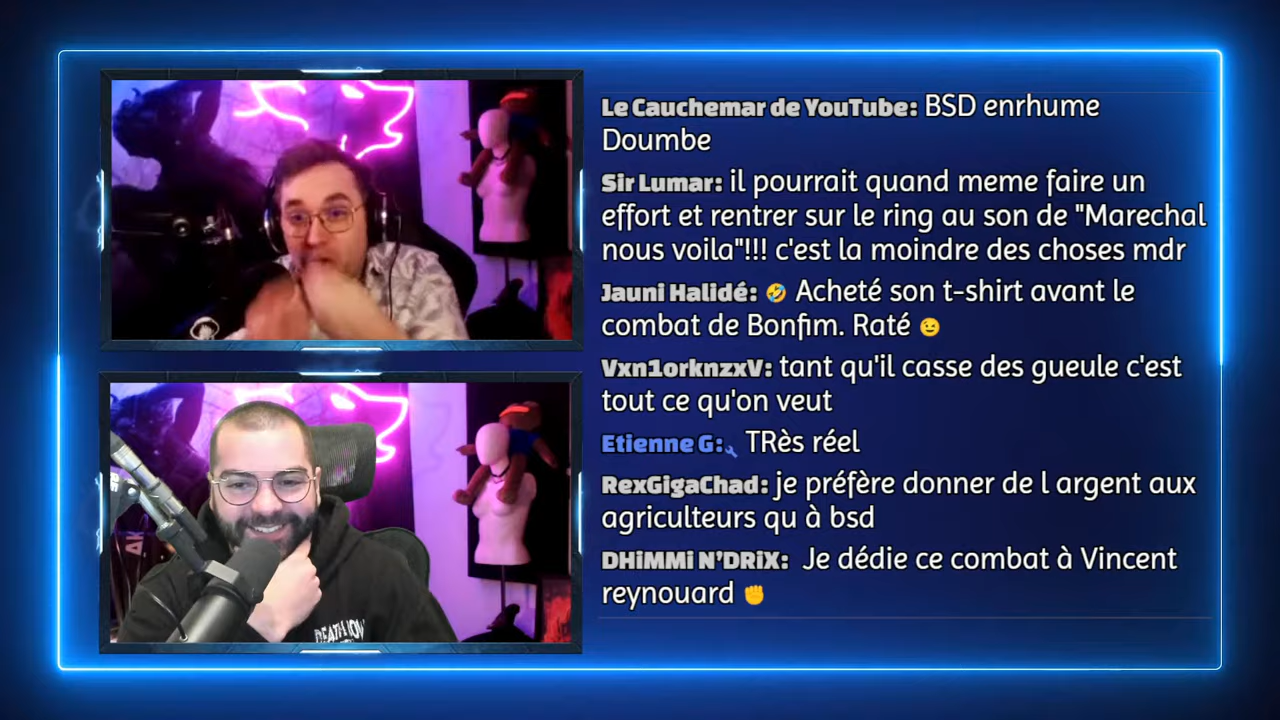 Le Cauchemar de YouTube: BSD enrhume
Doumbe
Sir Lumar: il pourrait quand meme faire un
effort et rentrer sur le ring au son de "Marechal
nous voila"!!! c'est la moindre des choses mdr
Jauni Halidé: 🤣 Acheté son t-shirt avant le
combat de Bonfim. Raté 😉
Vxn1orknzxV: tant qu'il casse des gueule c'est
tout ce qu'on veut
Etienne G: TRès réel
RexGigaChad: je préfère donner de l argent aux
agriculteurs qu à bsd
DHiMMi N’DRiX: Je dédie ce combat à Vincent
reynouard ✊